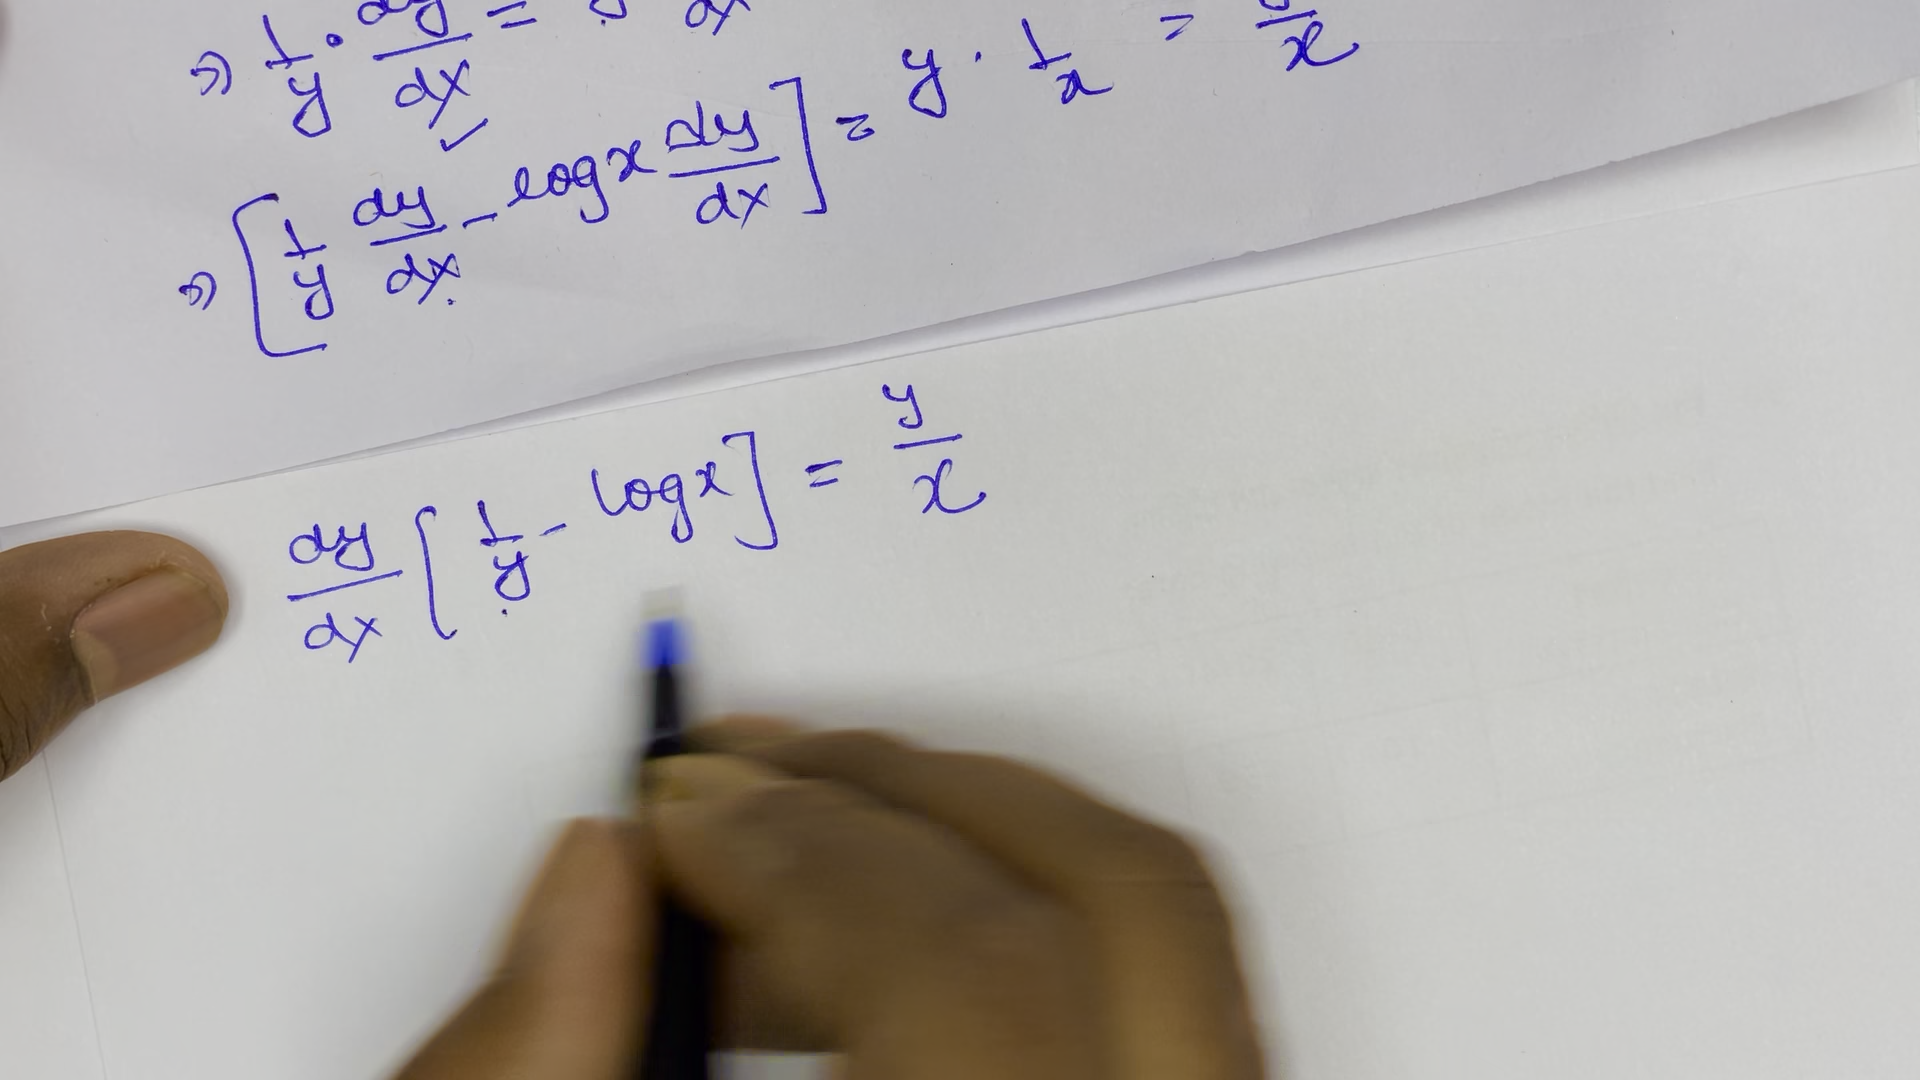 ⇒ 1/y · dy/dx =
⇒ [1/y dy/dx - log x dy/dx] = y · 1/x = y/x
dy/dx [1/y - log x] = y/x